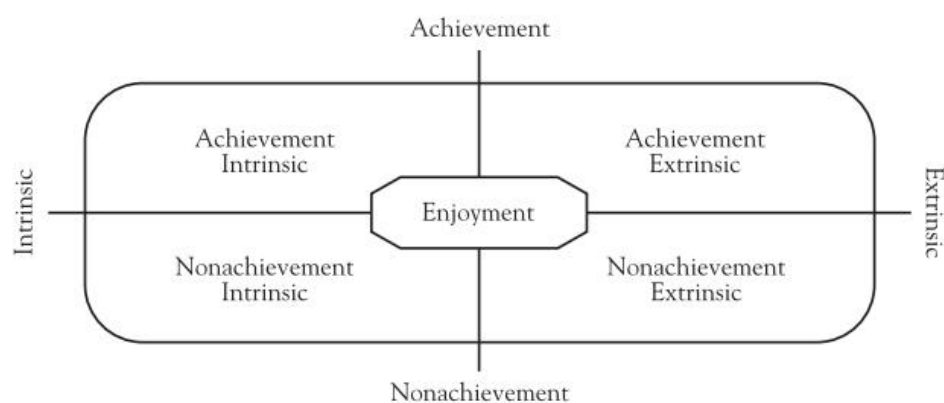 Achievement
Achievement
Intrinsic
Achievement
Extrinsic
Intrinsic
Enjoyment
Extrinsic
Nonachievement
Intrinsic
Nonachievement
Extrinsic
Nonachievement